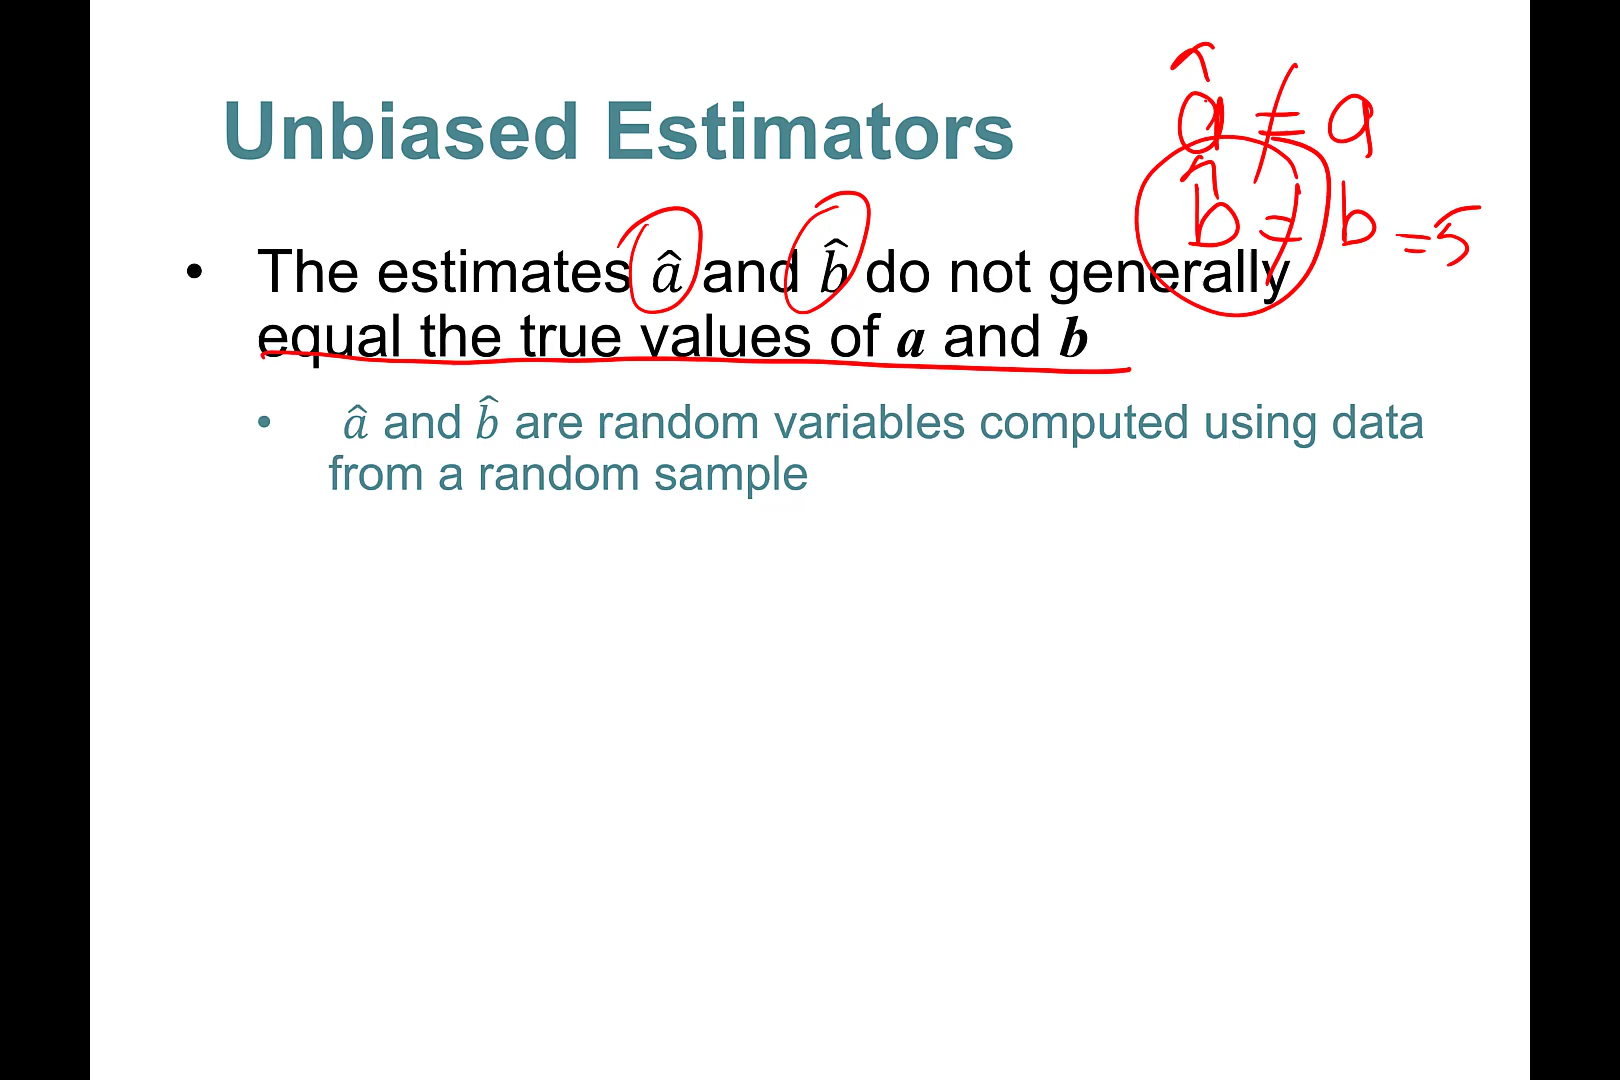 Unbiased Estimators
â ≠ a
b̂ ≠ b = 5
• The estimates â and b̂ do not generally
equal the true values of a and b
• â and b̂ are random variables computed using data
from a random sample